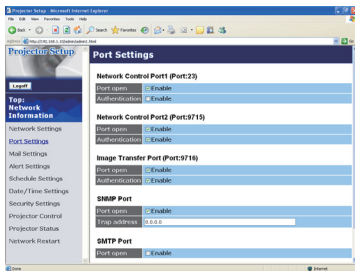 Projector Setup - Microsoft Internet Explorer
File Edit View Favorites Tools Help
Back Search Favorites
Address
Projector Setup
Logoff
Top:
Network
Information
Network Settings
Port Settings
Mail Settings
Alert Settings
Schedule Settings
Date/Time Settings
Security Settings
Projector Control
Projector Status
Network Restart
Port Settings
Network Control Port1 (Port:23)
Port open Enable
Authentication Enable
Network Control Port2 (Port:9715)
Port open Enable
Authentication Enable
Image Transfer Port (Port:9716)
Port open Enable
Authentication Enable
SNMP Port
Port open Enable
Trap address 0.0.0.0
SMTP Port
Port open Enable
Done Internet